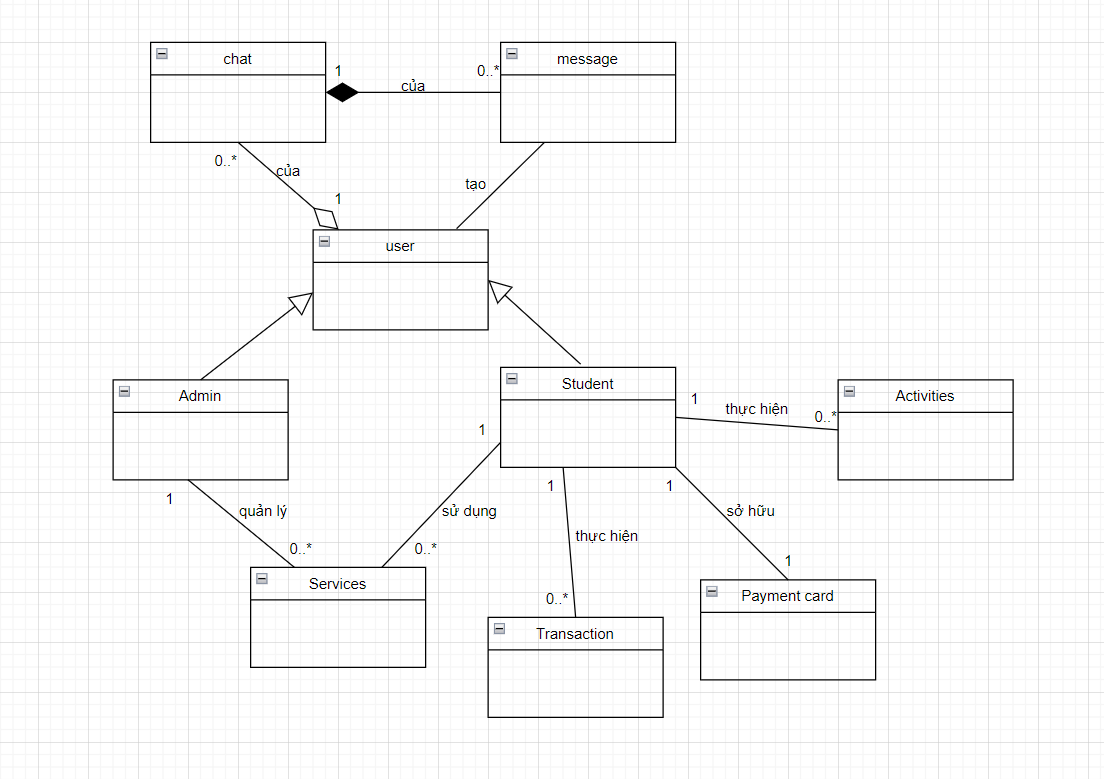 chat
message
1
0..*
của
0..*
của
1
tạo
user
Admin
Student
Activities
1
thực hiện
0..*
1
1
quản lý
0..*
sử dụng
0..*
1
thực hiện
0..*
1
sở hữu
1
Services
Transaction
Payment card